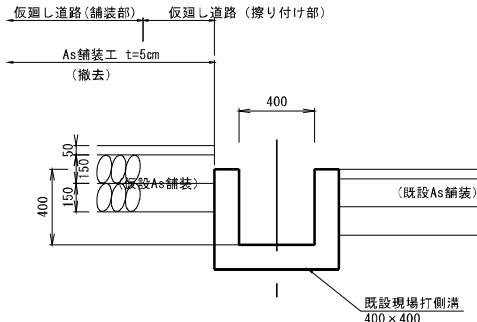 仮廻し道路(舗装部)
仮廻し道路(擦り付け部)
As舗装工 t=5cm
(撤去)
400
50
150
150
400
(仮設As舗装)
(既設As舗装)
既設現場打側溝
400×400